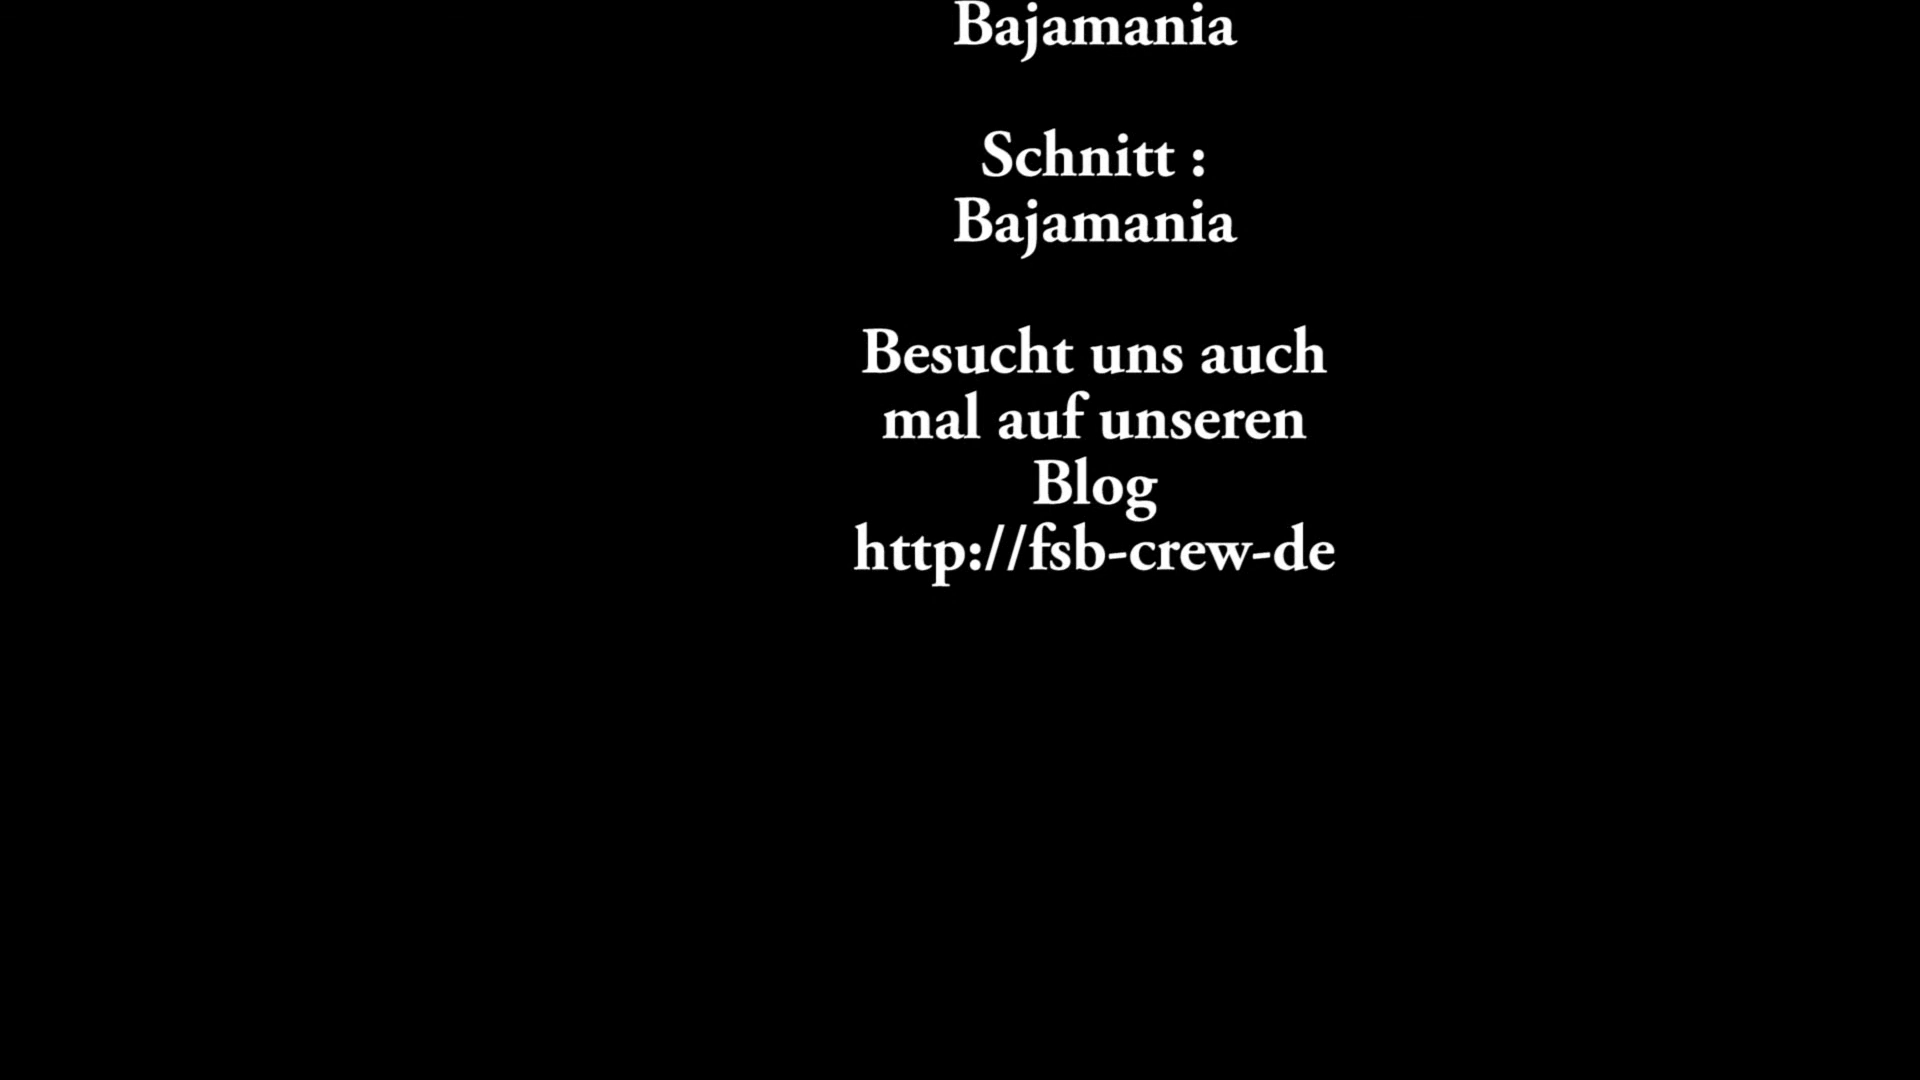 Bajamania
Schnitt :
Bajamania
Besucht uns auch
mal auf unseren
Blog
http://fsb-crew-de